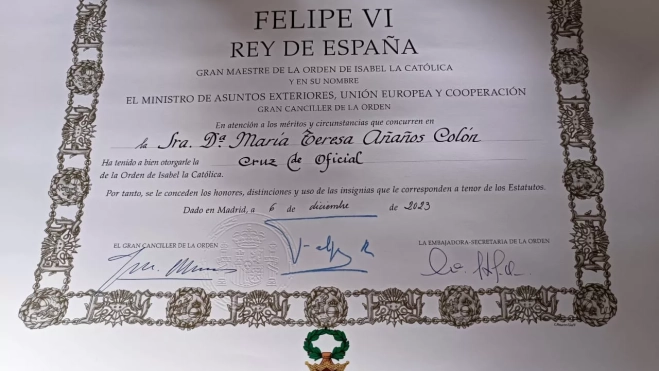 FELIPE VI
REY DE ESPAÑA
GRAN MAESTRE DE LA ORDEN DE ISABEL LA CATÓLICA
Y EN SU NOMBRE
EL MINISTRO DE ASUNTOS EXTERIORES, UNIÓN EUROPEA Y COOPERACIÓN
GRAN CANCILLER DE LA ORDEN
En atención a los méritos y circunstancias que concurren en
la Sra. Dª María Teresa Añaños Colón
Ha tenido a bien otorgarle la Cruz de Oficial
de la Orden de Isabel la Católica.
Por tanto, se le conceden los honores, distinciones y uso de las insignias que le corresponden a tenor de los Estatutos.
Dado en Madrid, a 6 de diciembre de 2023
EL GRAN CANCILLER DE LA ORDEN
LA EMBAJADORA-SECRETARIA DE LA ORDEN